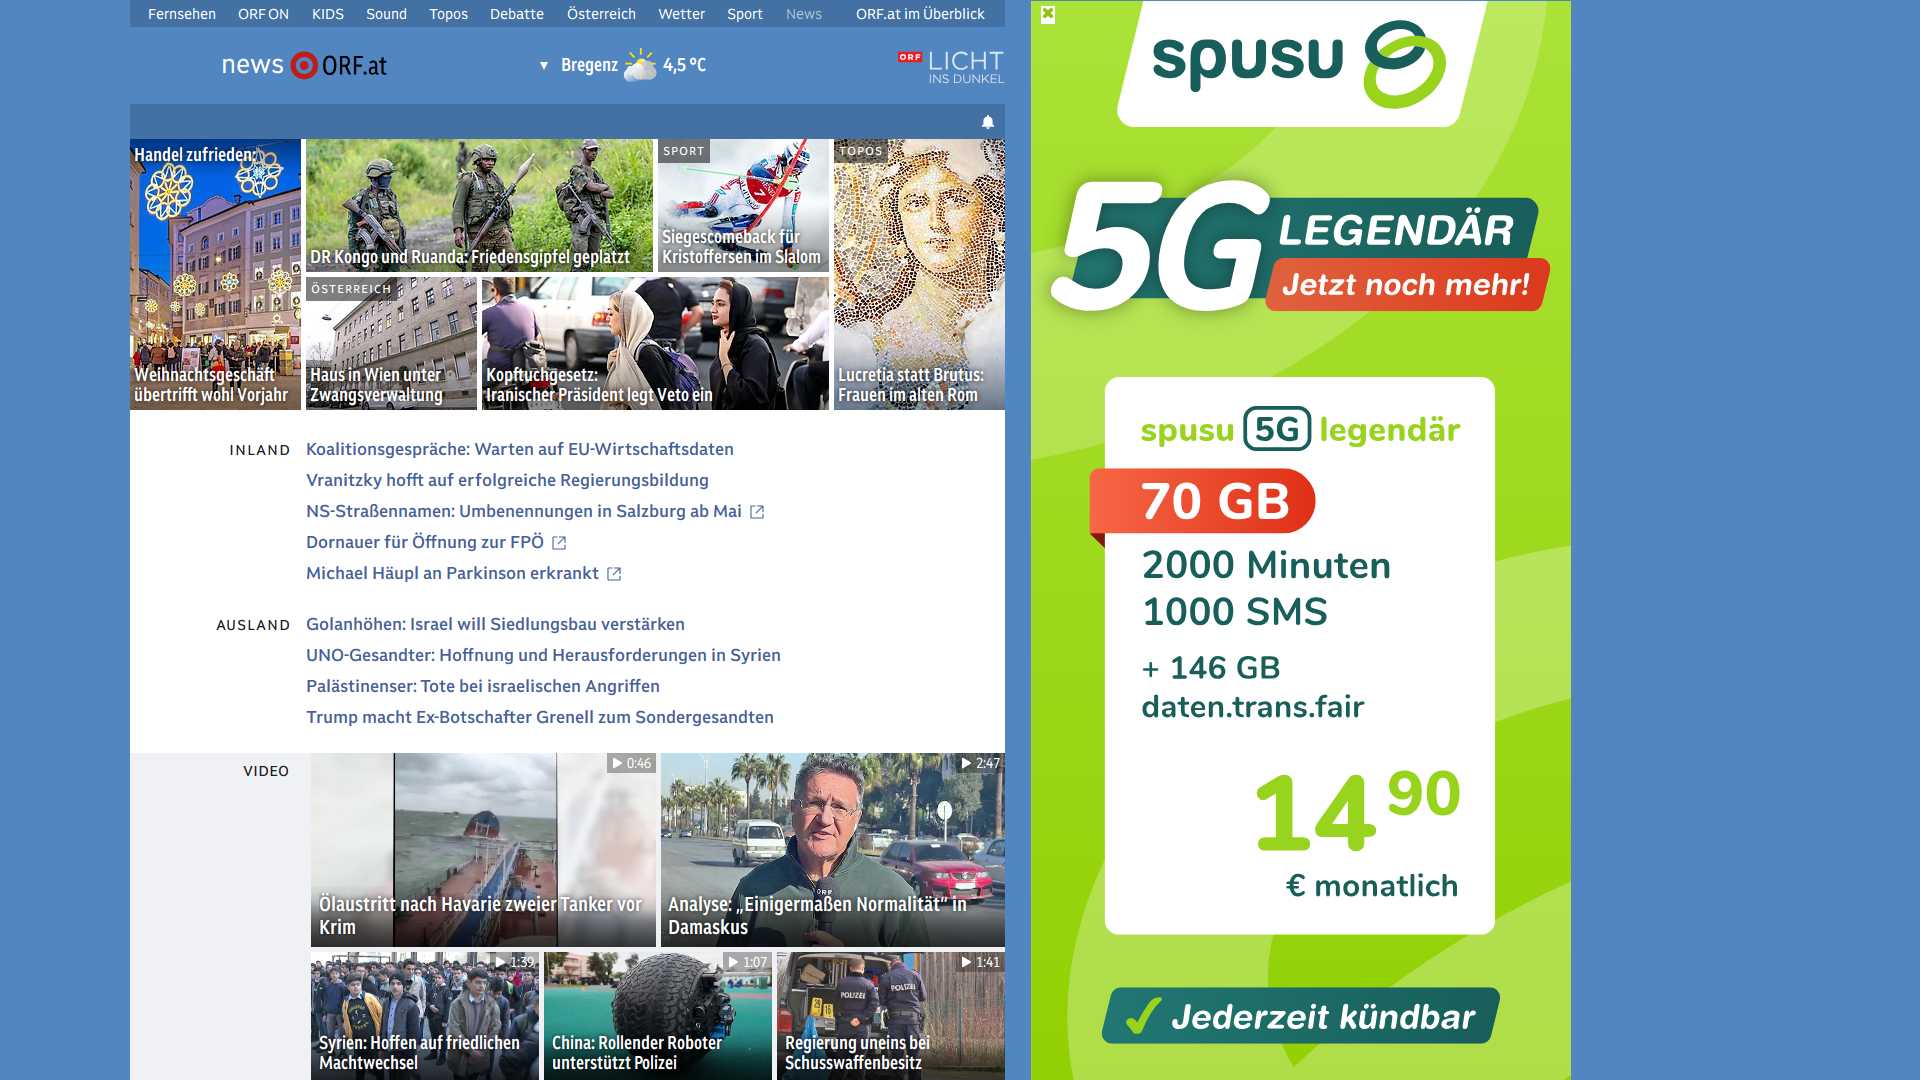 Fernsehen ORF ON KIDS Sound Topos Debatte Österreich Wetter Sport News ORF.at im Überblick
news ORF.at
▼ Bregenz 4,5 °C
ORF LICHT
INS DUNKEL
Handel zufrieden:
Weihnachtsgeschäft
übertrifft wohl Vorjahr
DR Kongo und Ruanda: Friedensgipfel geplatzt
SPORT
Siegescomeback für
Kristoffersen im Slalom
TOPOS
Lucretia statt Brutus:
Frauen im alten Rom
ÖSTERREICH
Haus in Wien unter
Zwangsverwaltung
Kopftuchgesetz:
Iranischer Präsident legt Veto ein
INLAND
Koalitionsgespräche: Warten auf EU-Wirtschaftsdaten
Vranitzky hofft auf erfolgreiche Regierungsbildung
NS-Straßennamen: Umbenennungen in Salzburg ab Mai
Dornauer für Öffnung zur FPÖ
Michael Häupl an Parkinson erkrankt
AUSLAND
Golanhöhen: Israel will Siedlungsbau verstärken
UNO-Gesandter: Hoffnung und Herausforderungen in Syrien
Palästinenser: Tote bei israelischen Angriffen
Trump macht Ex-Botschafter Grenell zum Sondergesandten
VIDEO
0:46
Ölaustritt nach Havarie zweier Tanker vor
Krim
2:47
Analyse: „Einigermaßen Normalität“ in
Damaskus
1:39
Syrien: Hoffen auf friedlichen
Machtwechsel
1:07
China: Rollender Roboter
unterstützt Polizei
1:41
POLIZEI POLIZEI
Regierung uneins bei
Schusswaffenbesitz
spusu
5G LEGENDÄR
Jetzt noch mehr!
spusu 5G legendär
70 GB
2000 Minuten
1000 SMS
+ 146 GB
daten.trans.fair
14 90
€ monatlich
✓ Jederzeit kündbar